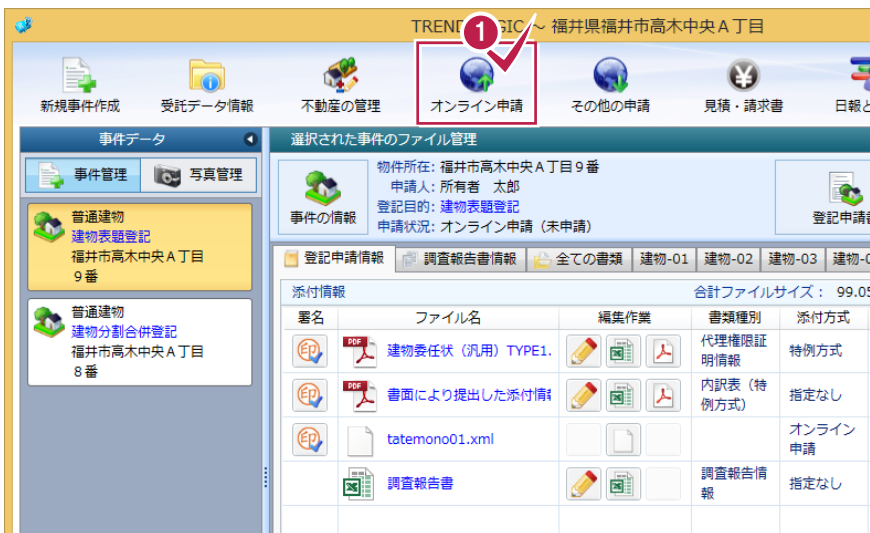 TREND
GIC ～ 福井県福井市高木中央Ａ丁目
1
新規事件作成
受託データ情報
不動産の管理
オンライン申請
その他の申請
見積・請求書
日報と
事件データ
選択された事件のファイル管理
事件管理
写真管理
事件の情報
物件所在: 福井市高木中央Ａ丁目９番
申請人: 所有者　太郎
登記目的: 建物表題登記
申請状況: オンライン申請（未申請）
登記申請
普通建物
建物表題登記
福井市高木中央Ａ丁目
９番
普通建物
建物分割合併登記
福井市高木中央Ａ丁目
８番
登記申請情報
調査報告書情報
全ての書類
建物-01
建物-02
建物-03
建物-0
添付情報
合計ファイルサイズ： 99.05
署名
ファイル名
編集作業
書類種別
添付方式
印
PDF
建物委任状（汎用）TYPE1.
代理権限証
明情報
特例方式
印
PDF
書面により提出した添付情
内訳表（特
例方式）
指定なし
印
tatemono01.xml
オンライン
申請
調査報告書
調査報告情
報
指定なし